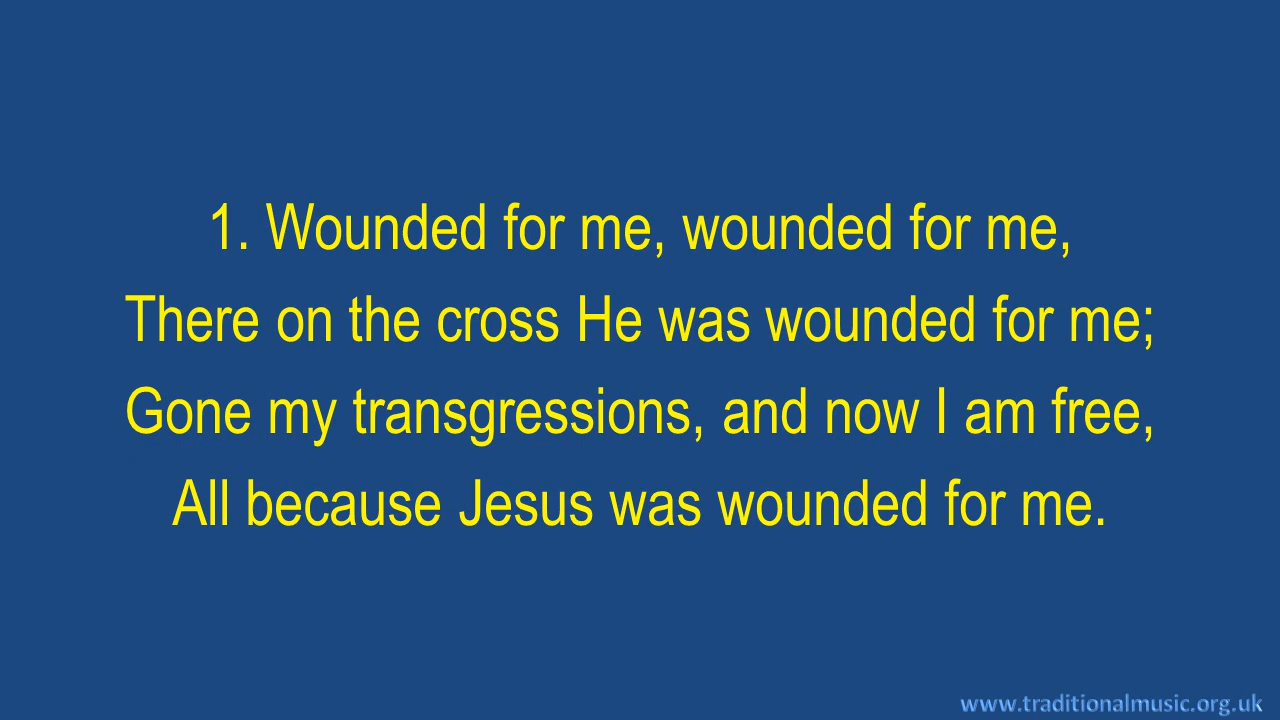 1. Wounded for me, wounded for me,
There on the cross He was wounded for me;
Gone my transgressions, and now I am free,
All because Jesus was wounded for me.
www.traditionalmusic.org.uk